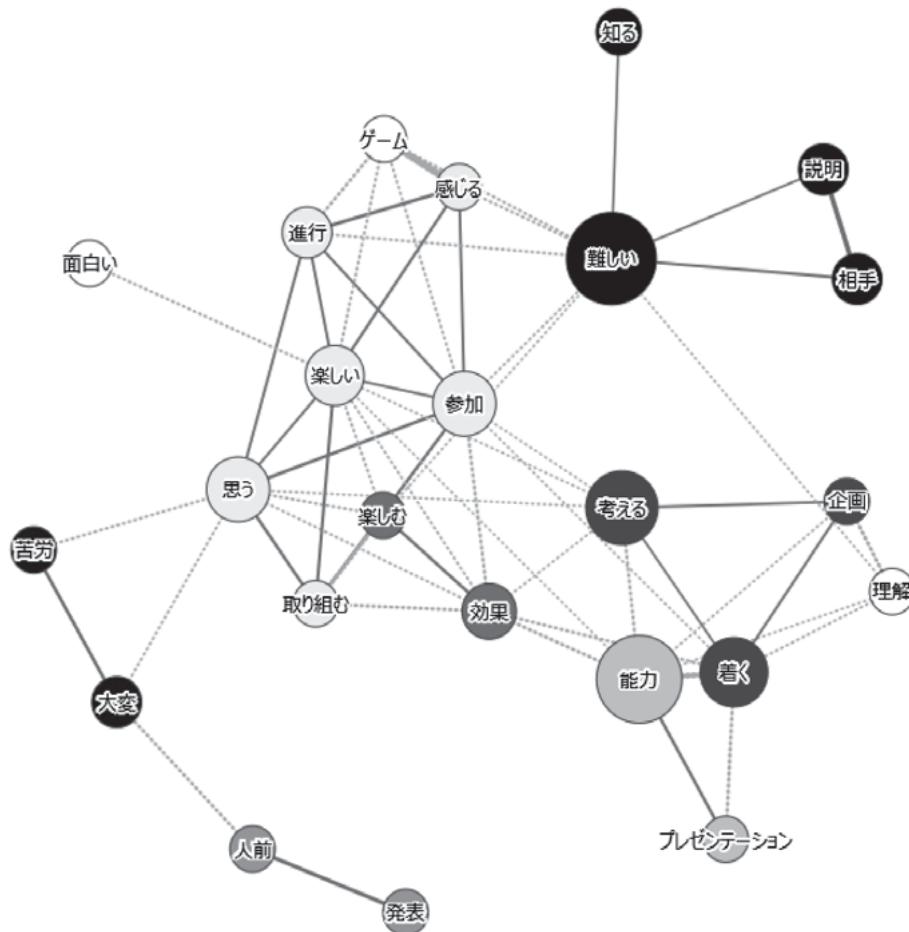 知る
ゲーム
説明
感じる
進行
難しい
面白い
相手
楽しい
参加
思う
企画
考える
楽しむ
苦労
理解
取り組む
効果
着く
能力
大変
プレゼンテーション
人前
発表